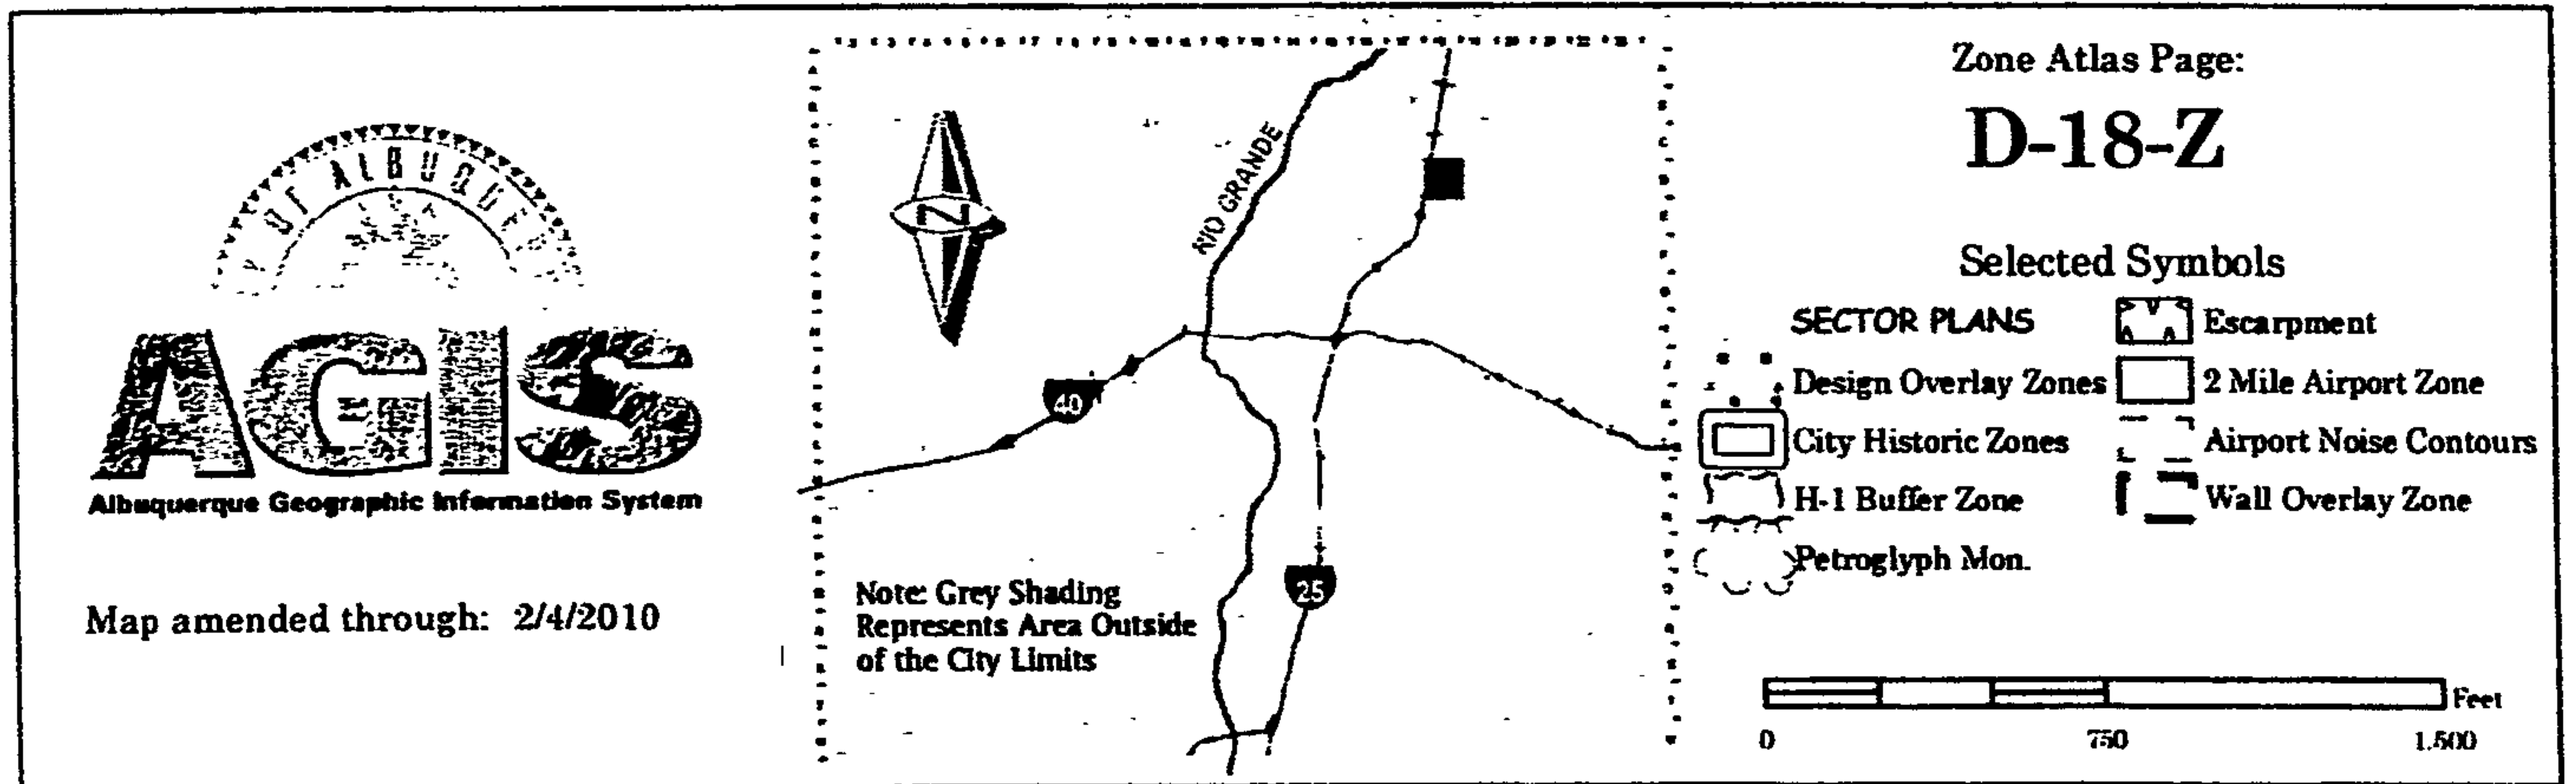 OF ALBUQUE
AGIS
Albuquerque Geographic Information System
Map amended through: 2/4/2010
N
RIO GRANDE
40
25
Note: Grey Shading
Represents Area Outside
of the City Limits
Zone Atlas Page:
D-18-Z
Selected Symbols
SECTOR PLANS
Escarpment
Design Overlay Zones
2 Mile Airport Zone
City Historic Zones
Airport Noise Contours
H-1 Buffer Zone
Wall Overlay Zone
Petroglyph Mon.
Feet
0 750 1,500